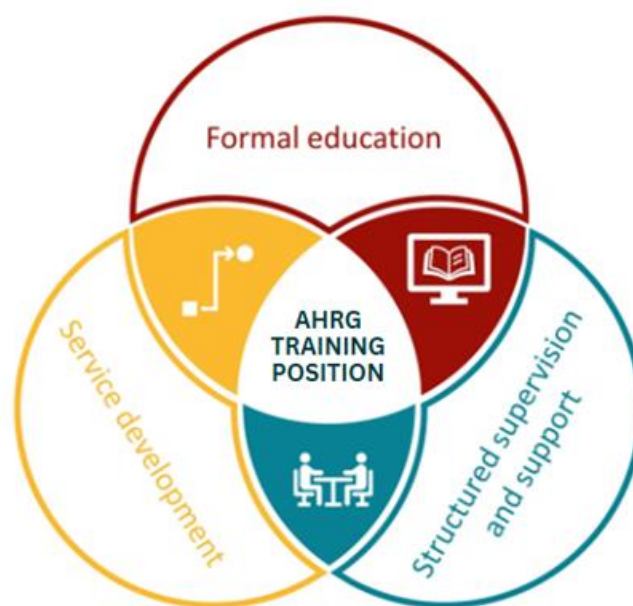 Formal education
AHRG
TRAINING
POSITION
Service development
Structured supervision
and support